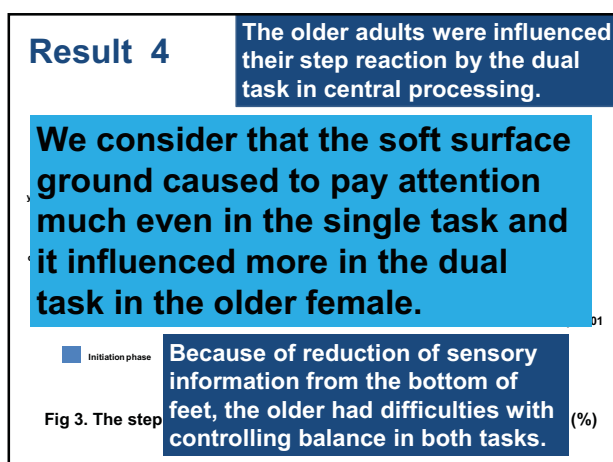 Result 4
The older adults were influenced
their step reaction by the dual
task in central processing.
We consider that the soft surface
ground caused to pay attention
much even in the single task and
it influenced more in the dual
task in the older female.
01
Initiation phase
Because of reduction of sensory
information from the bottom of
feet, the older had difficulties with
controlling balance in both tasks.
Fig 3. The step (%)